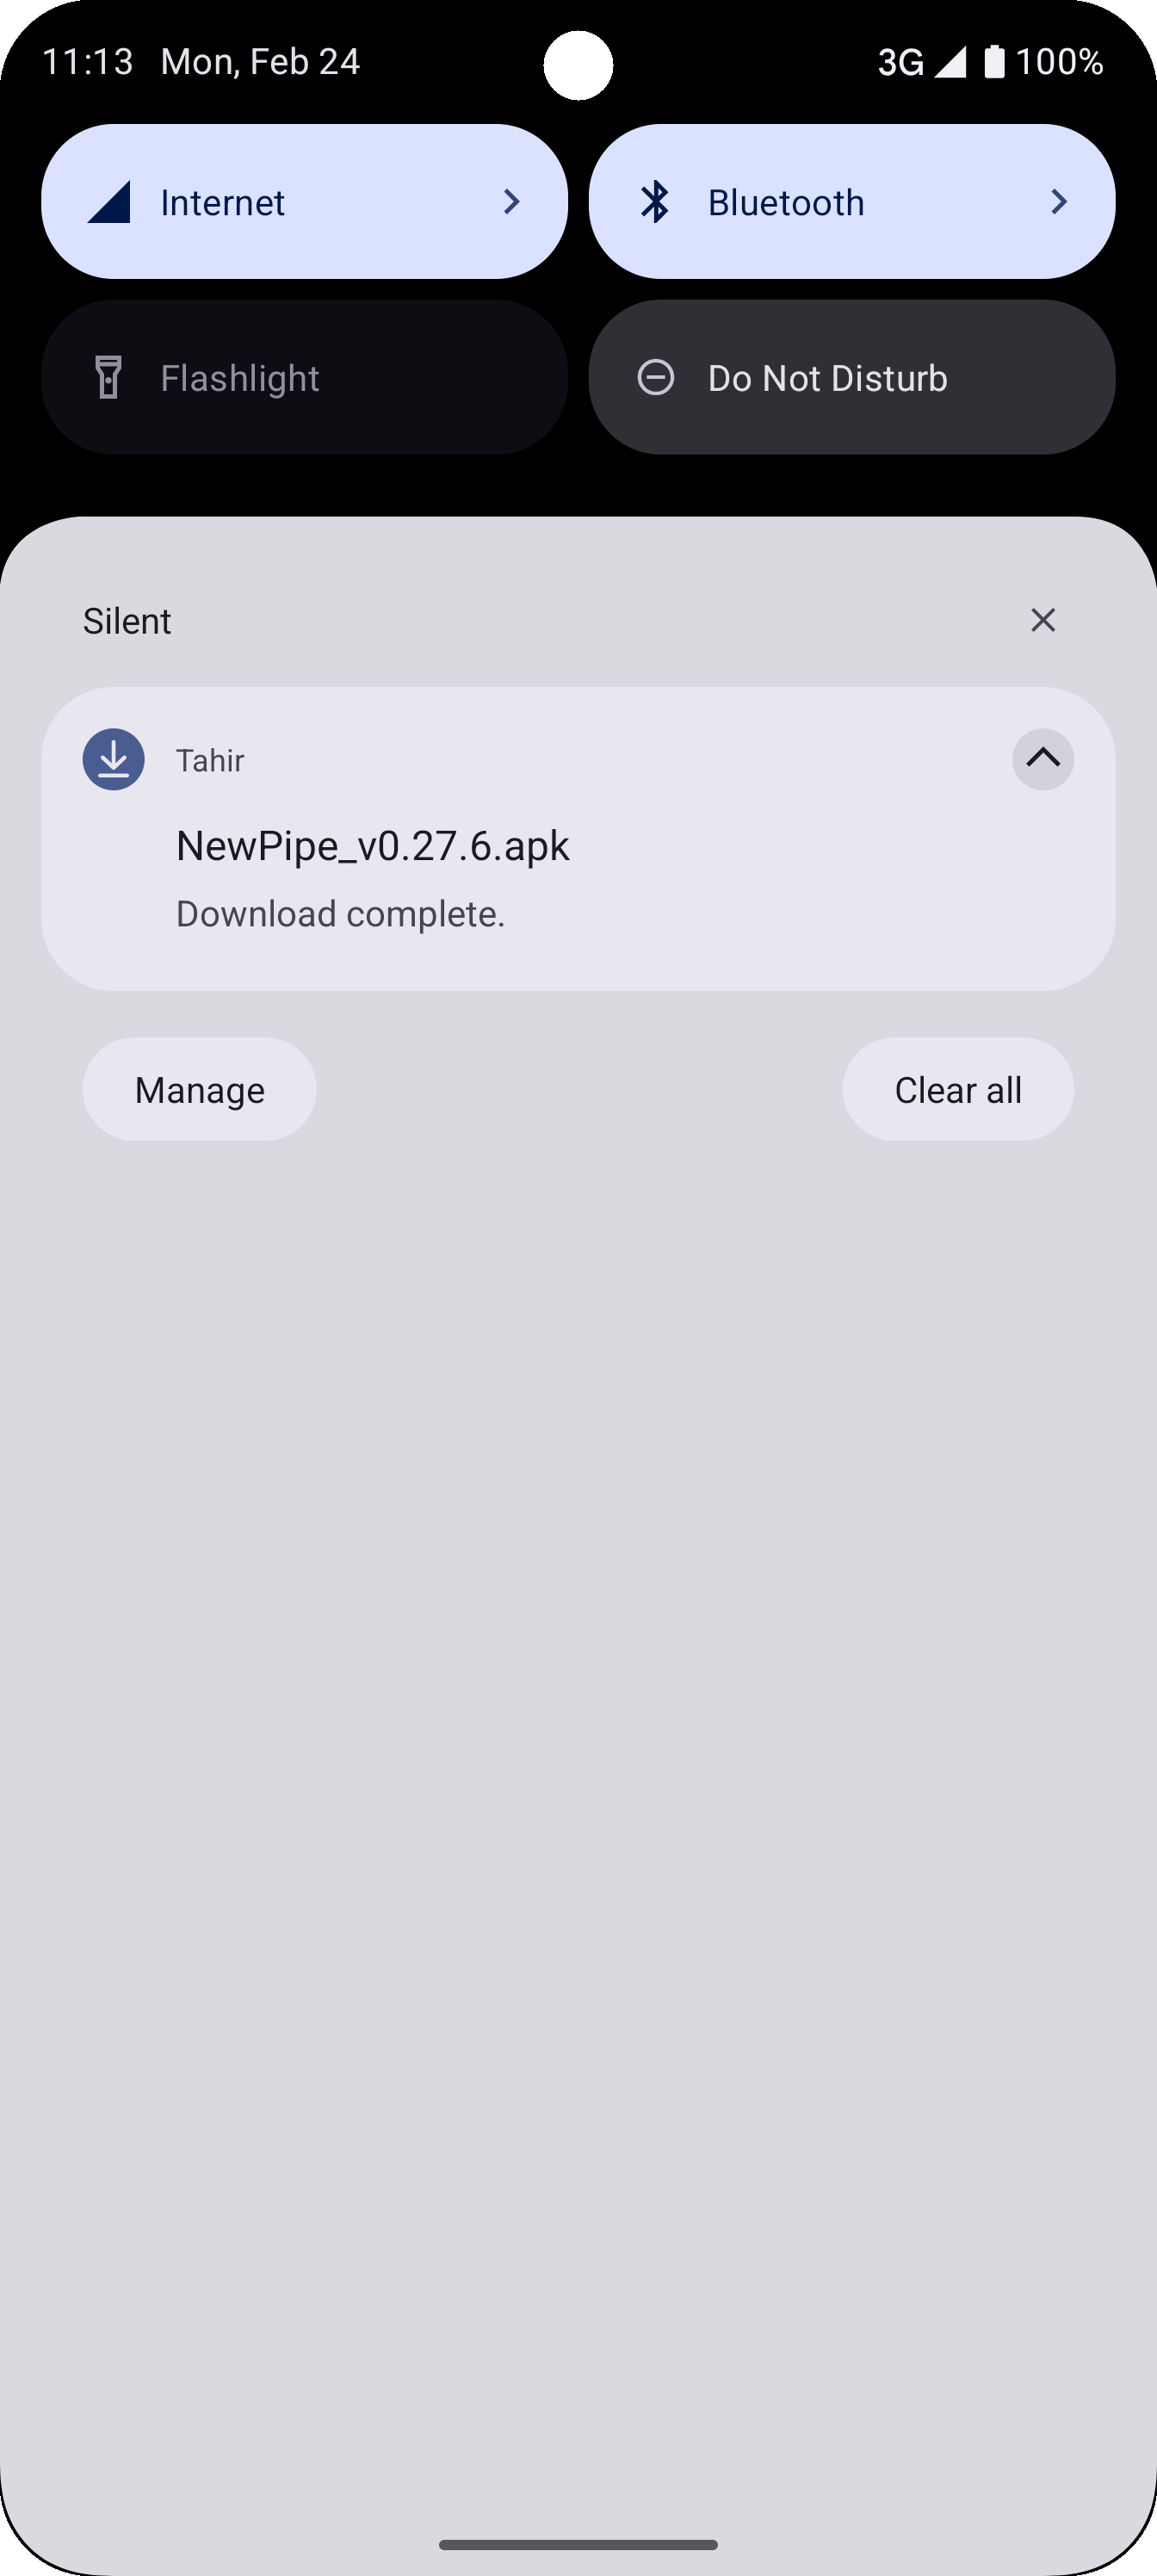 11:13 Mon, Feb 24 3G 100%
Internet Bluetooth
Flashlight Do Not Disturb
Silent
Tahir
NewPipe_v0.27.6.apk
Download complete.
Manage Clear all